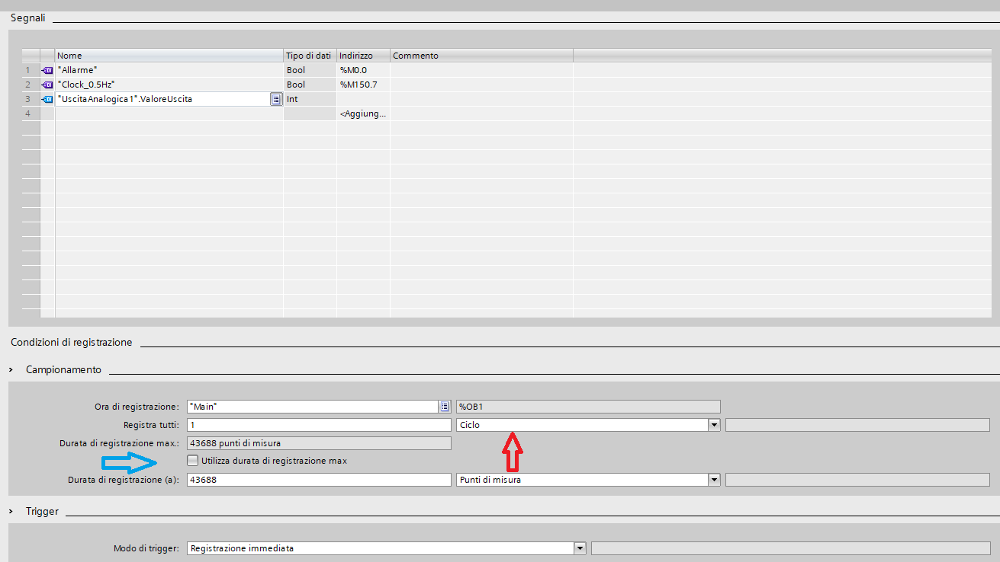 Segnali
Nome Tipo di dati Indirizzo Commento
1 "Allarme" Bool %M0.0
2 "Clock_0.5Hz" Bool %M150.7
3 "UscitaAnalogica1".ValoreUscita Int
4 <Aggiung...
Condizioni di registrazione
Campionamento
Ora di registrazione: "Main" %OB1
Registra tutti: 1 Ciclo
Durata di registrazione max.: 43688 punti di misura
Utilizza durata di registrazione max
Durata di registrazione (a): 43688 Punti di misura
Trigger
Modo di trigger: Registrazione immediata